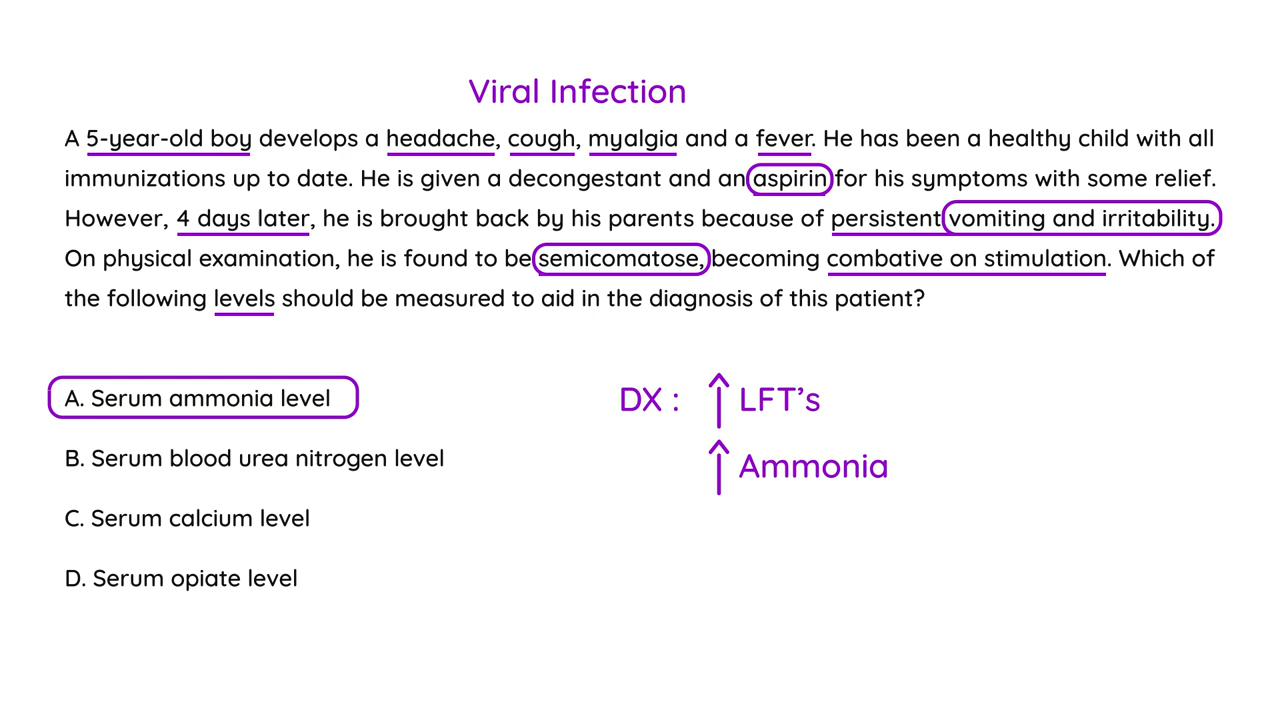 Viral Infection
A 5-year-old boy develops a headache, cough, myalgia and a fever. He has been a healthy child with all
immunizations up to date. He is given a decongestant and an aspirin for his symptoms with some relief.
However, 4 days later, he is brought back by his parents because of persistent vomiting and irritability.
On physical examination, he is found to be semicomatose, becoming combative on stimulation. Which of
the following levels should be measured to aid in the diagnosis of this patient?
A. Serum ammonia level
DX : ↑ LFT's
B. Serum blood urea nitrogen level
↑ Ammonia
C. Serum calcium level
D. Serum opiate level